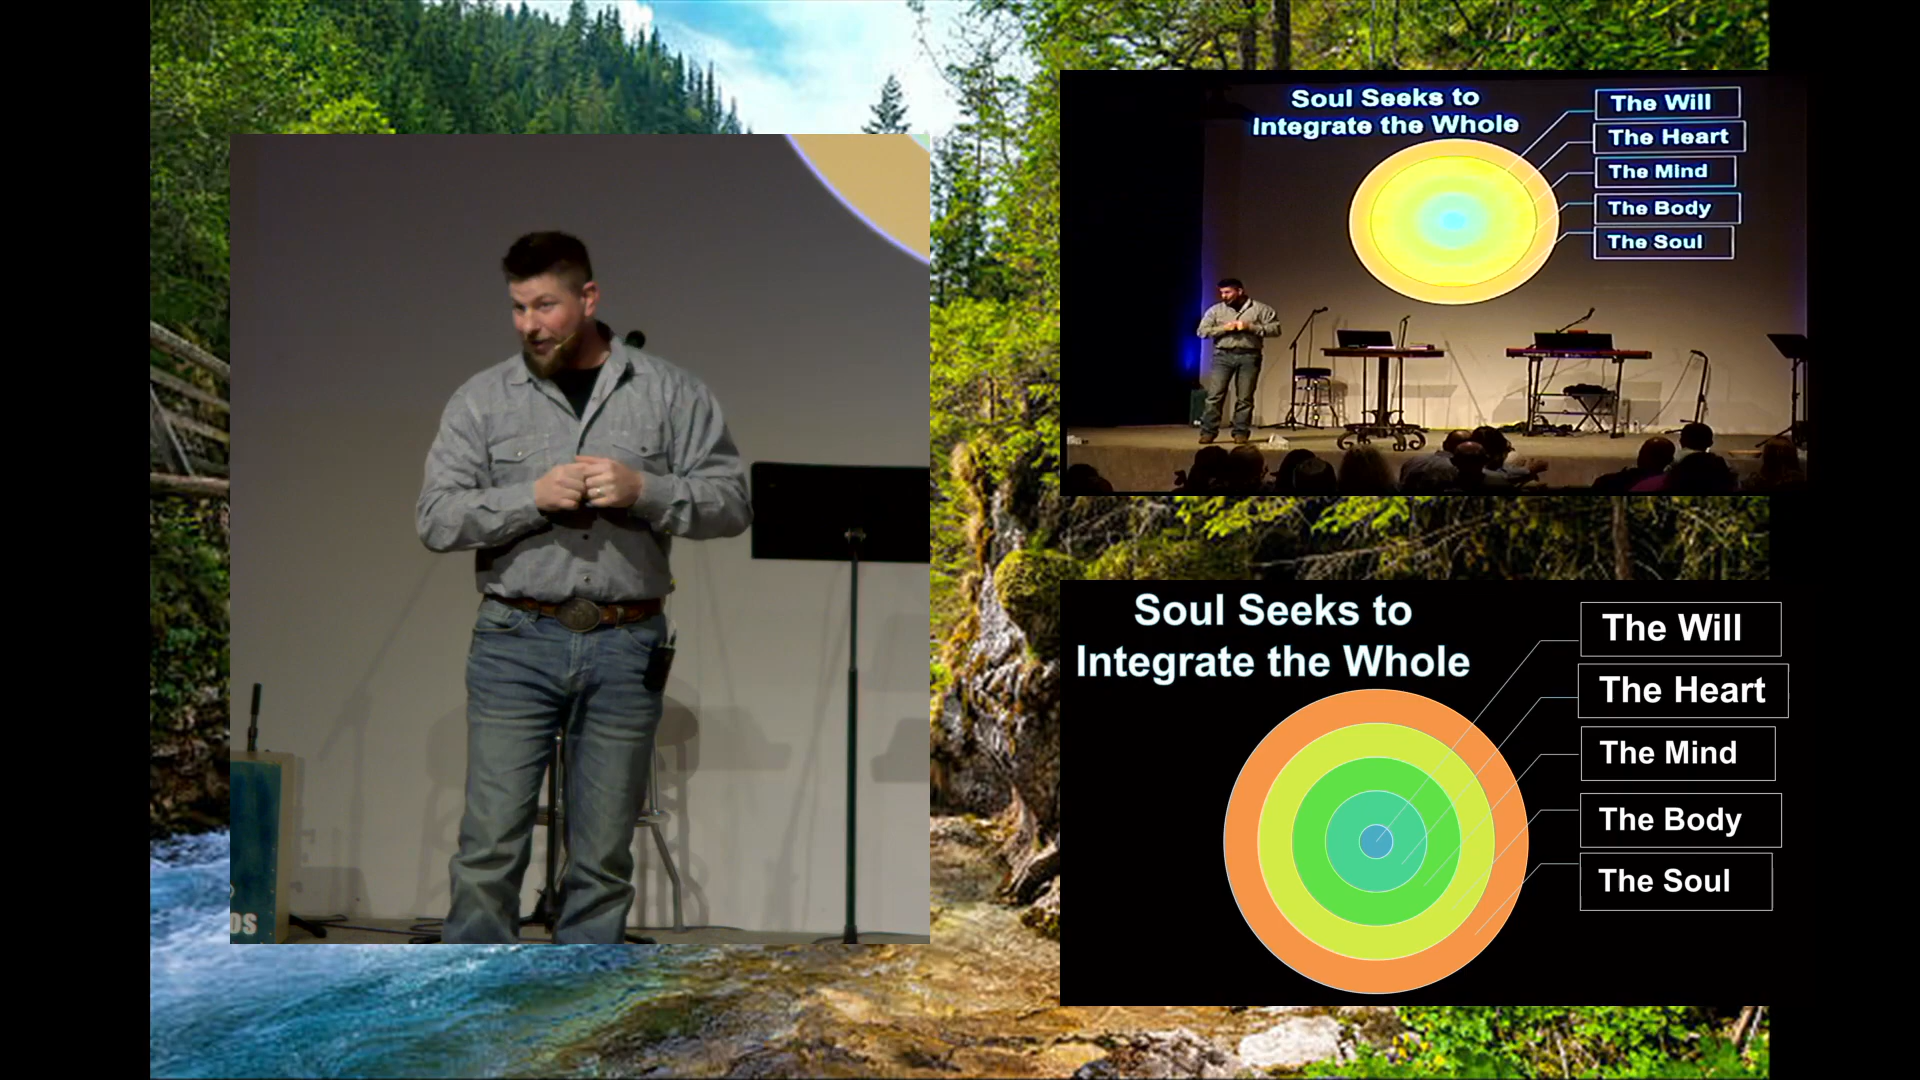 Soul Seeks to
Integrate the Whole
The Will
The Heart
The Mind
The Body
The Soul
Soul Seeks to
Integrate the Whole
The Will
The Heart
The Mind
The Body
The Soul